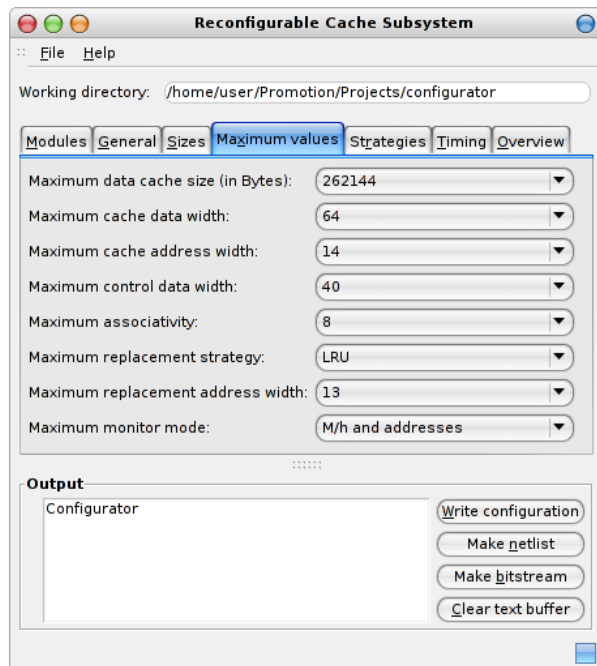 Reconfigurable Cache Subsystem
File Help
Working directory: /home/user/Promotion/Projects/configurator
Modules General Sizes Maximum values Strategies Timing Overview
Maximum data cache size (in Bytes): 262144
Maximum cache data width: 64
Maximum cache address width: 14
Maximum control data width: 40
Maximum associativity: 8
Maximum replacement strategy: LRU
Maximum replacement address width: 13
Maximum monitor mode: M/h and addresses
Output
Configurator
Write configuration
Make netlist
Make bitstream
Clear text buffer